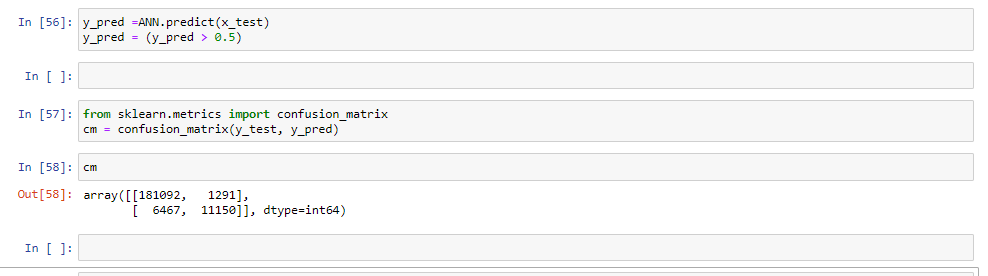 In [56]: y_pred =ANN.predict(x_test)
y_pred = (y_pred > 0.5)
In [ ]:
In [57]: from sklearn.metrics import confusion_matrix
cm = confusion_matrix(y_test, y_pred)
In [58]: cm
Out[58]: array([[181092,   1291],
       [  6467,  11150]], dtype=int64)
In [ ]: